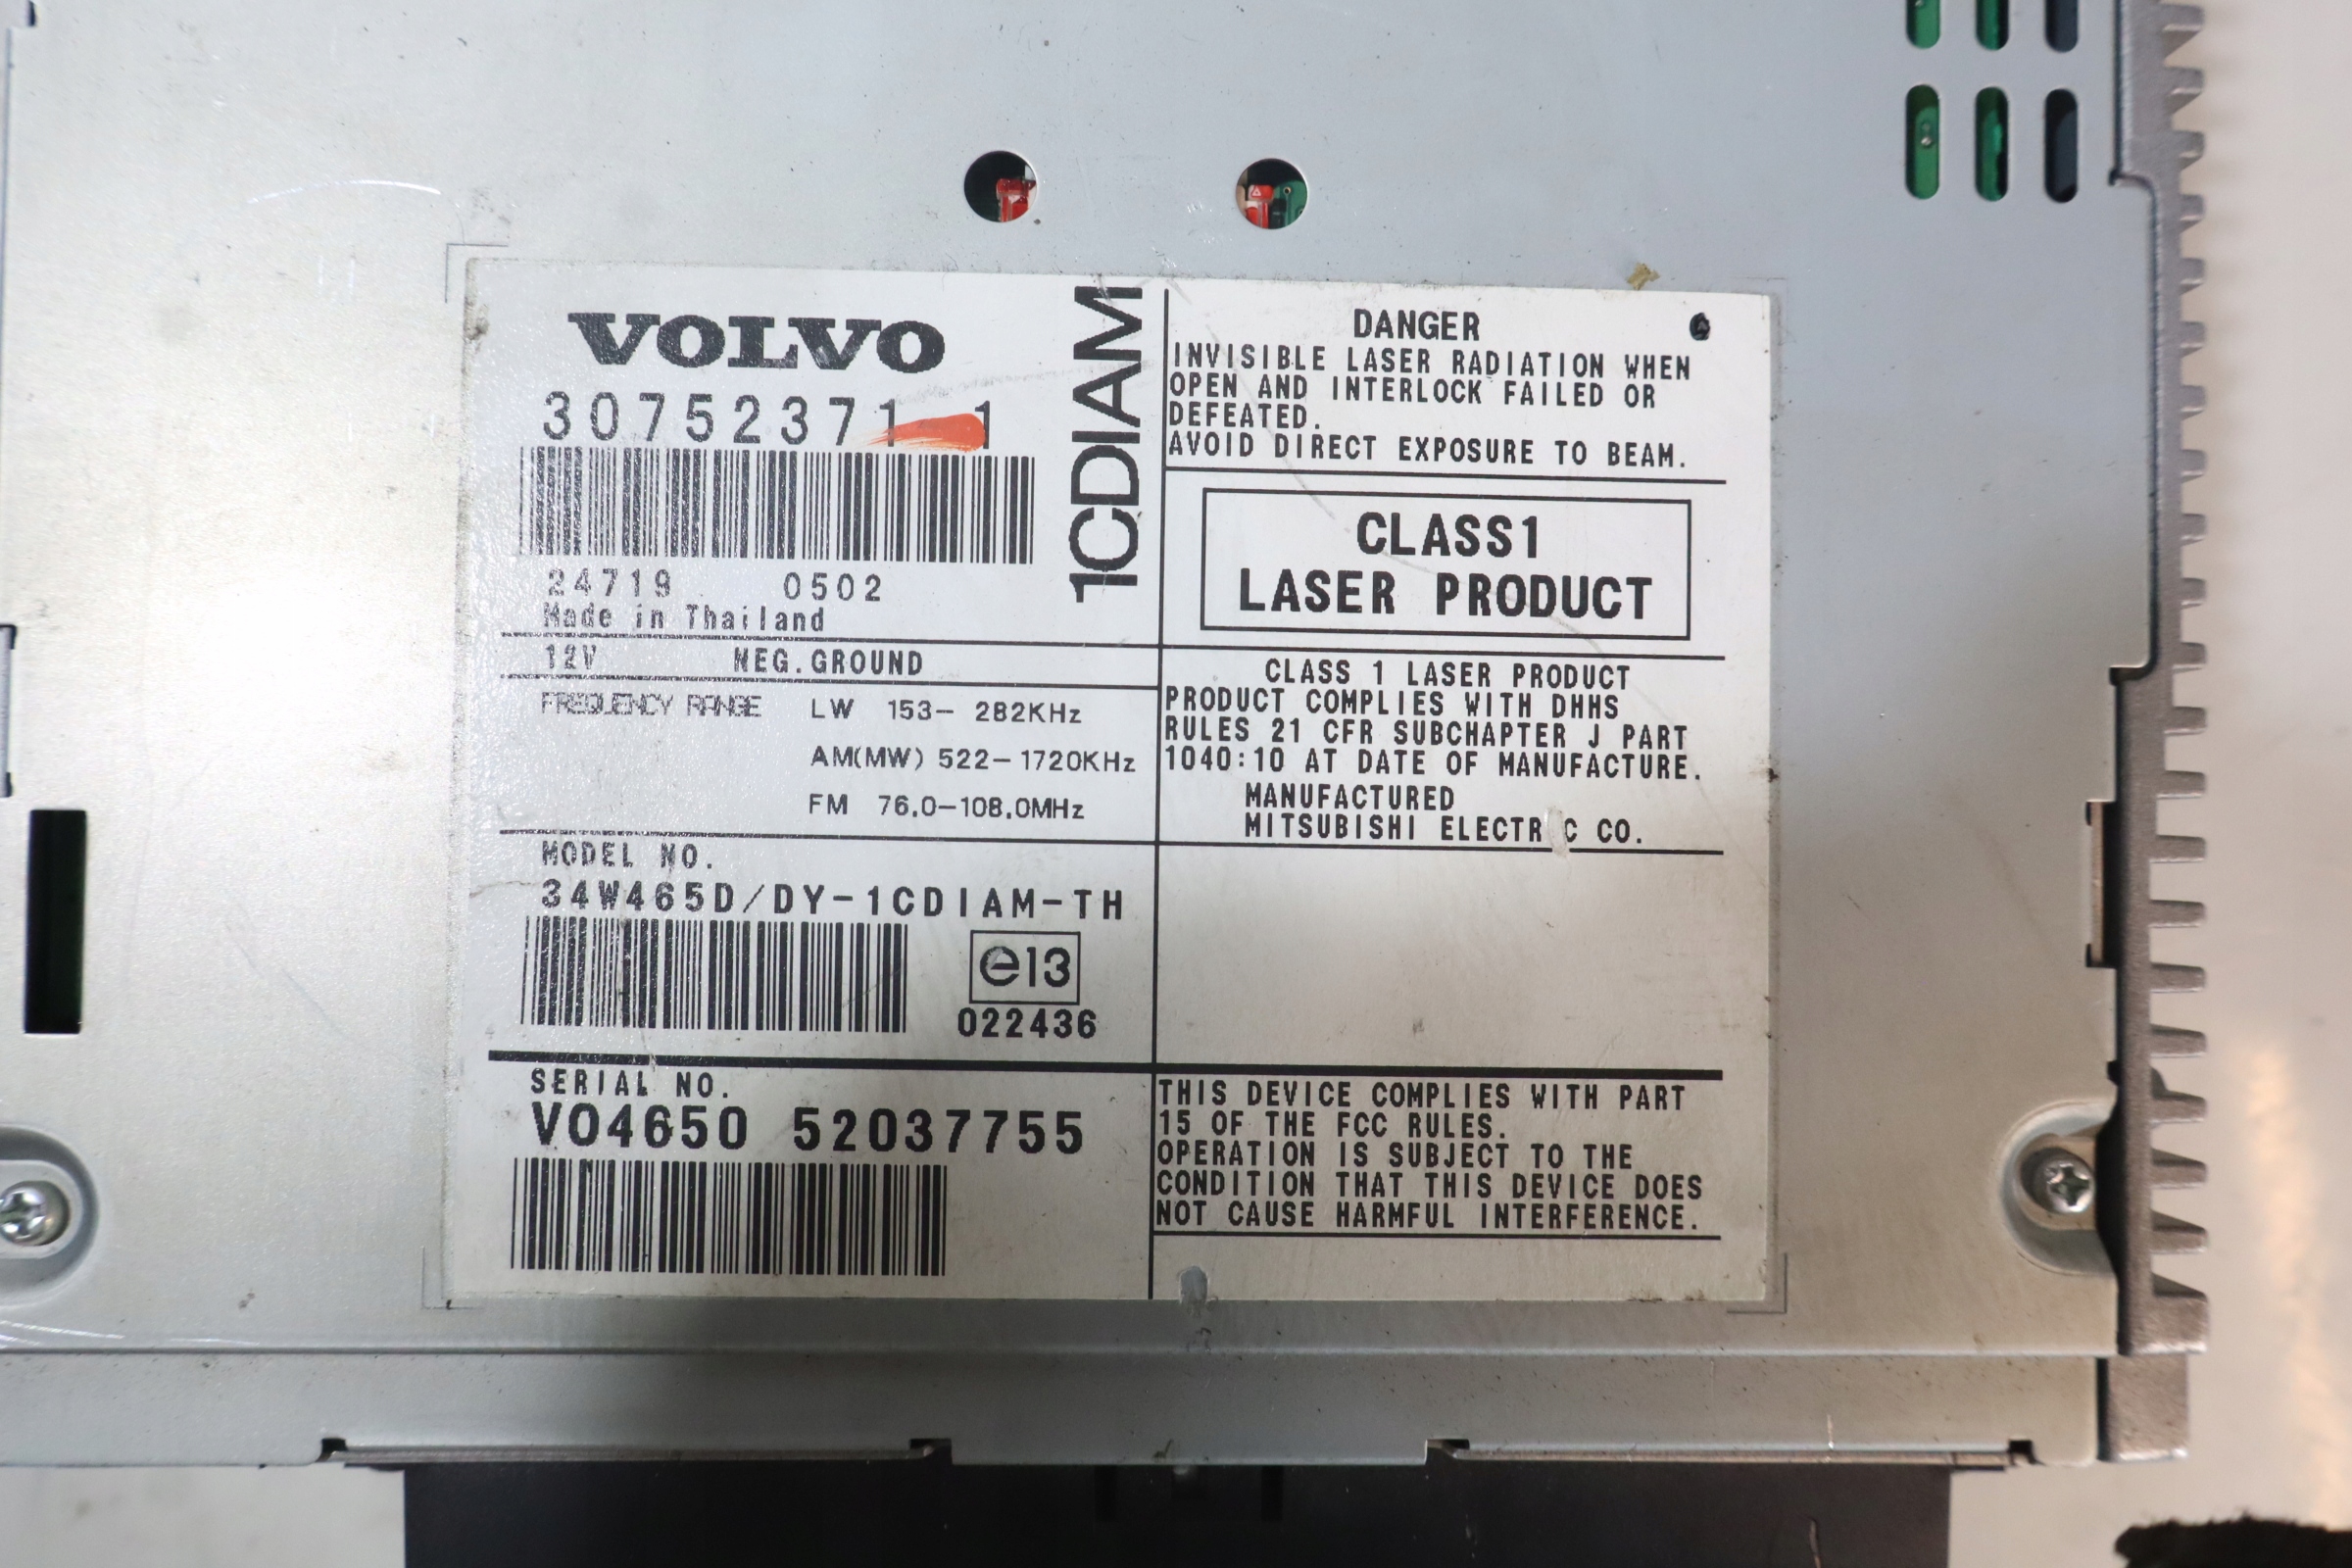 VOLVO
30752371 1
1CDIAM
24719 0502
Made in Thailand
12V NEG.GROUND
FREQUENCY RANGE LW 153- 282KHz
AM(MW) 522-1720KHz
FM 76.0-108.0MHz
MODEL NO.
34W465D/DY-1CDIAM-TH
e13
022436
SERIAL NO.
VO4650 52037755
DANGER
INVISIBLE LASER RADIATION WHEN
OPEN AND INTERLOCK FAILED OR
DEFEATED.
AVOID DIRECT EXPOSURE TO BEAM.
CLASS1
LASER PRODUCT
CLASS 1 LASER PRODUCT
PRODUCT COMPLIES WITH DHHS
RULES 21 CFR SUBCHAPTER J PART
1040:10 AT DATE OF MANUFACTURE.
MANUFACTURED
MITSUBISHI ELECTRIC CO.
THIS DEVICE COMPLIES WITH PART
15 OF THE FCC RULES.
OPERATION IS SUBJECT TO THE
CONDITION THAT THIS DEVICE DOES
NOT CAUSE HARMFUL INTERFERENCE.